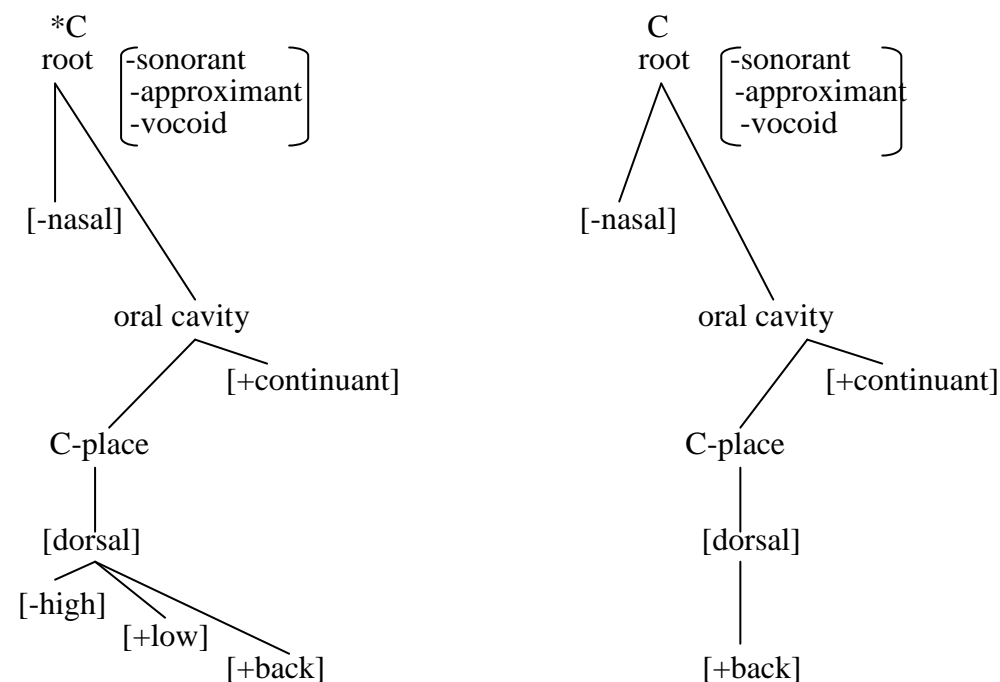 *C
root
-sonorant
-approximant
-vocoid
[-nasal]
oral cavity
[+continuant]
C-place
[dorsal]
[-high]
[+low]
[+back]
C
root
-sonorant
-approximant
-vocoid
[-nasal]
oral cavity
[+continuant]
C-place
[dorsal]
[+back]